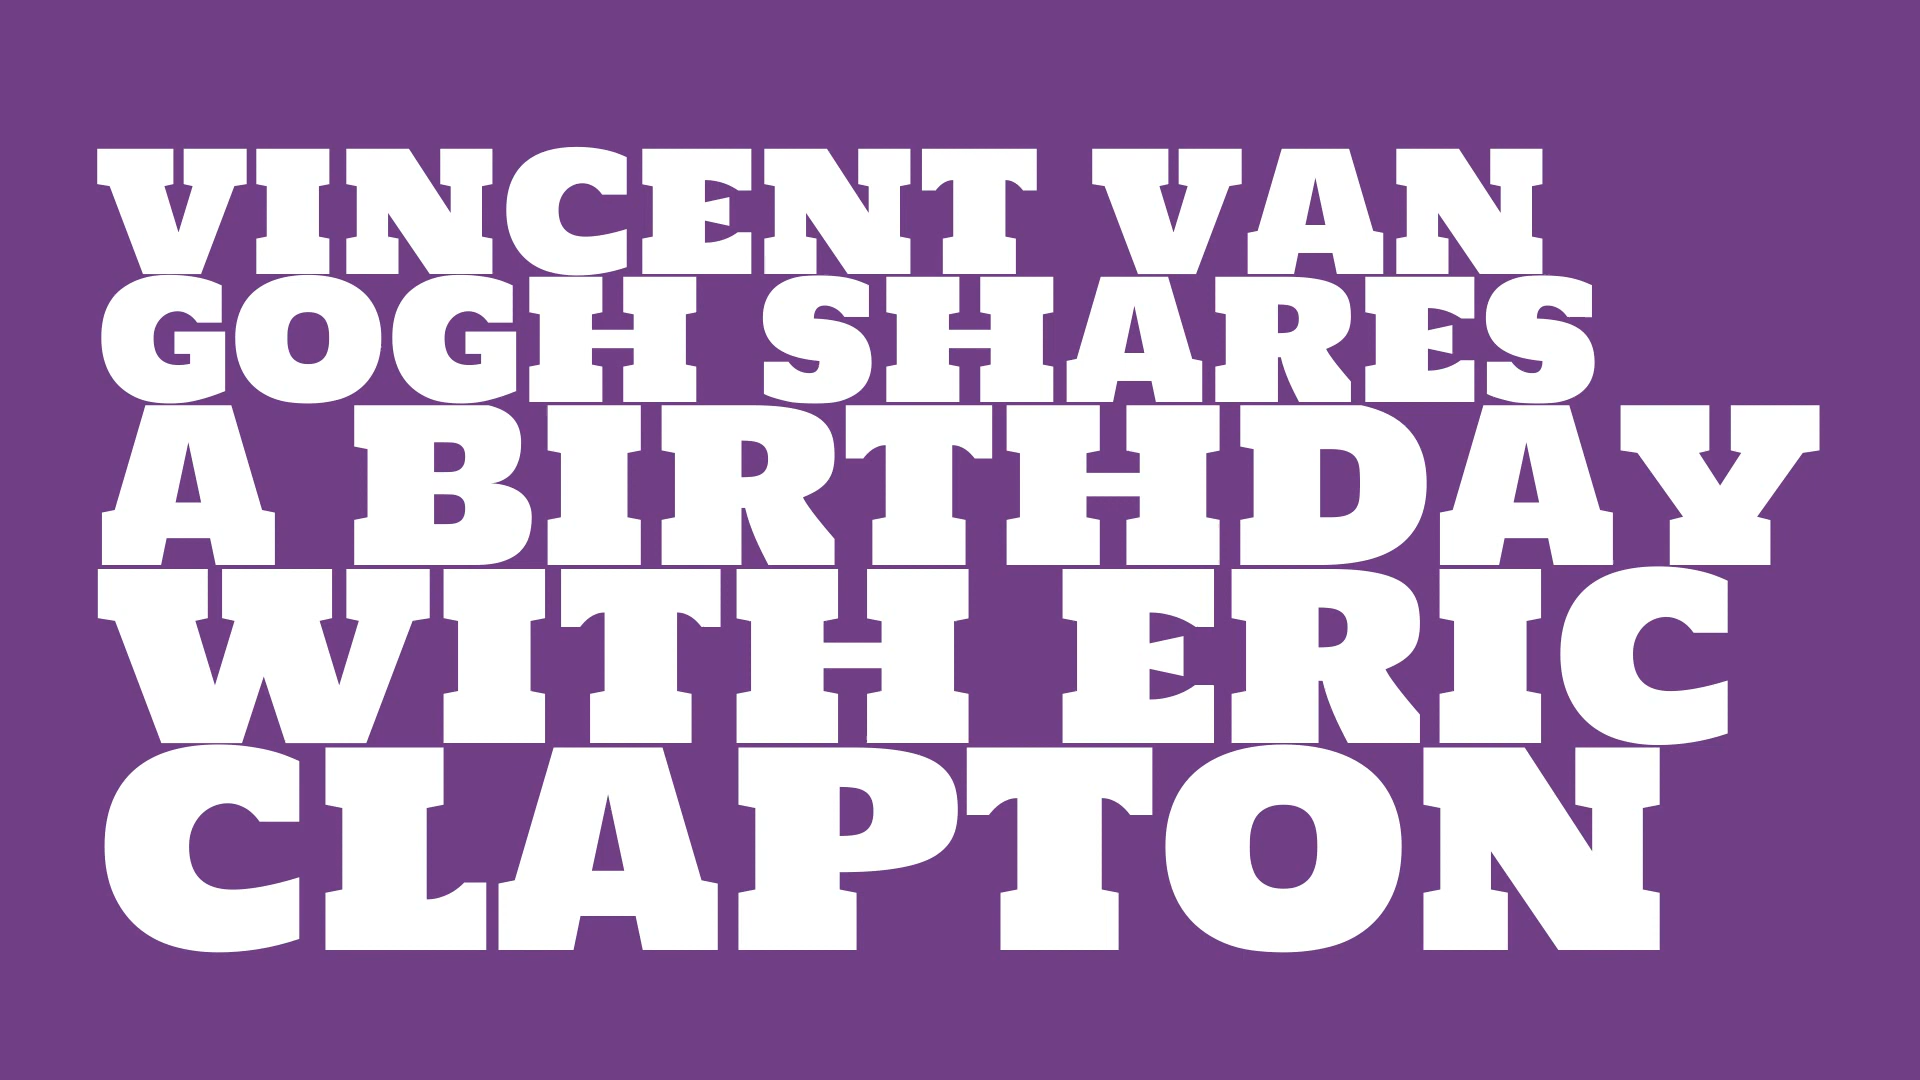 VINCENT VAN
GOGH SHARES
A BIRTHDAY
WITH ERIC
CLAPTON